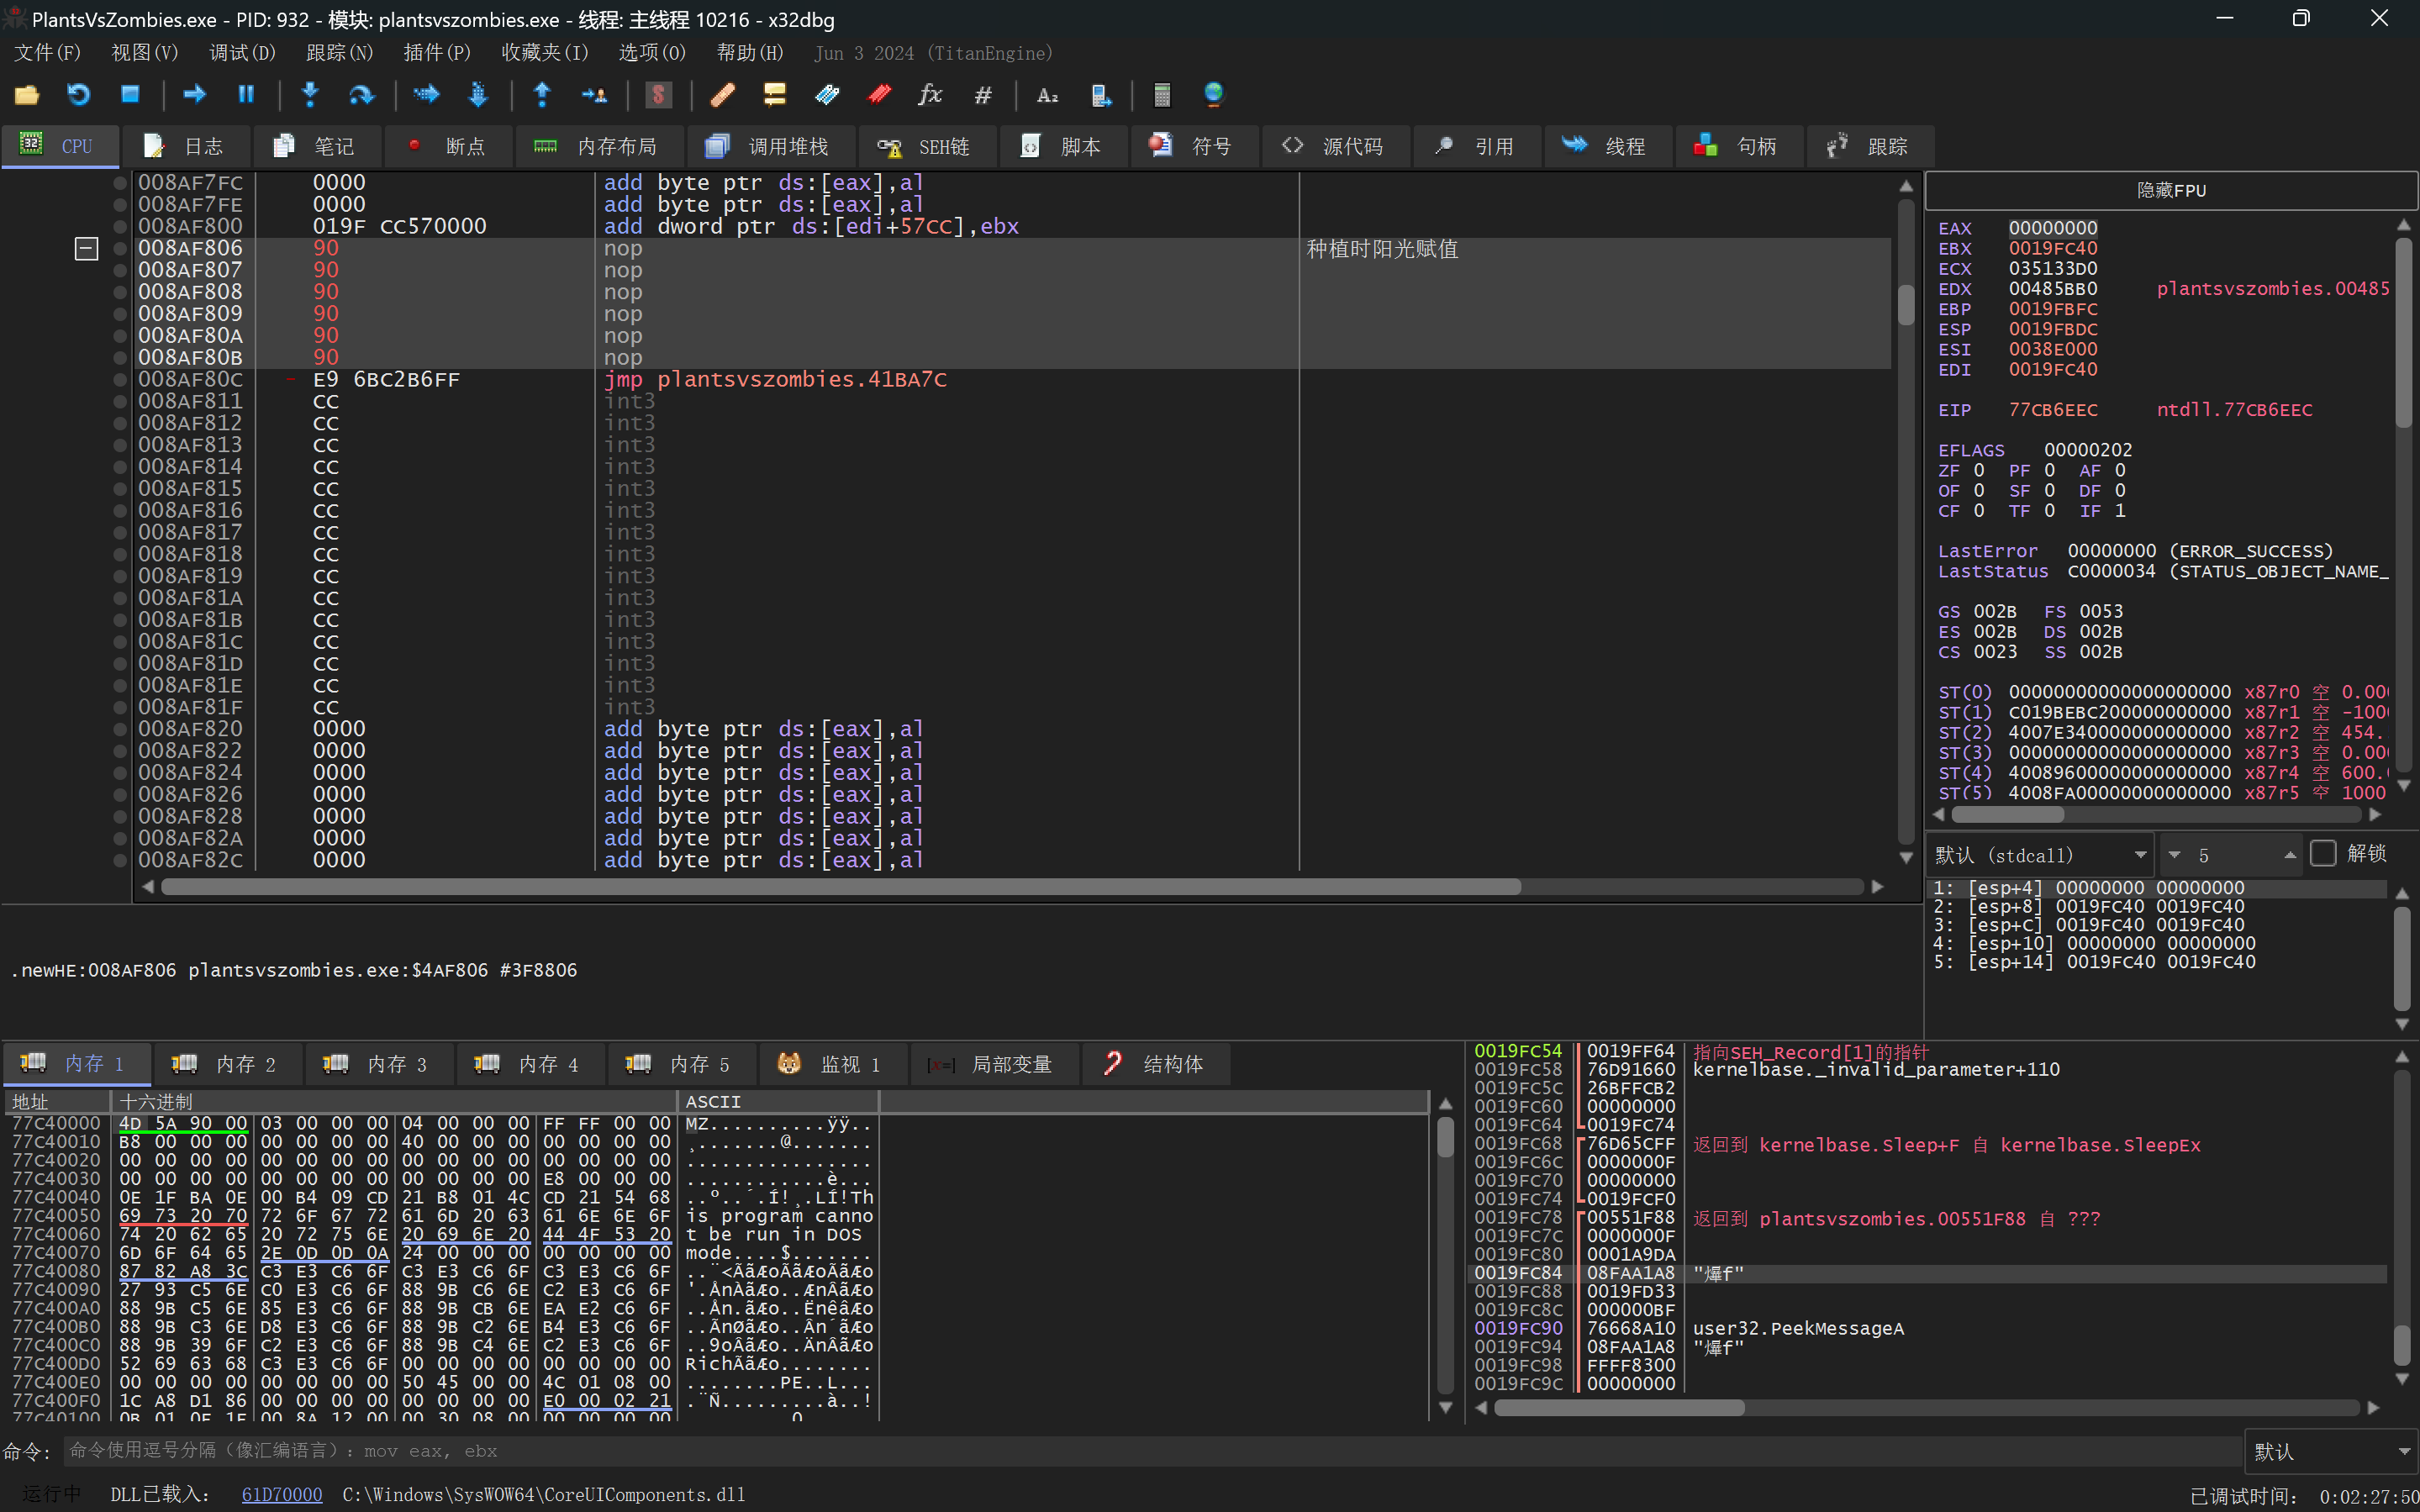 PlantsVsZombies.exe - PID: 932 - 模块: plantsvszombies.exe - 线程: 主线程 10216 - x32dbg
文件(F) 视图(V) 调试(D) 跟踪(N) 插件(P) 收藏夹(I) 选项(O) 帮助(H) Jun 3 2024 (TitanEngine)
CPU 日志 笔记 断点 内存布局 调用堆栈 SEH链 脚本 符号 源代码 引用 线程 句柄 跟踪
008AF7FC 0000 add byte ptr ds:[eax],al
008AF7FE 0000 add byte ptr ds:[eax],al
008AF800 019F CC570000 add dword ptr ds:[edi+57CC],ebx
008AF806 90 nop 种植时阳光赋值
008AF807 90 nop
008AF808 90 nop
008AF809 90 nop
008AF80A 90 nop
008AF80B 90 nop
008AF80C - E9 6BC2B6FF jmp plantsvszombies.41BA7C
008AF811 CC int3
008AF812 CC int3
008AF813 CC int3
008AF814 CC int3
008AF815 CC int3
008AF816 CC int3
008AF817 CC int3
008AF818 CC int3
008AF819 CC int3
008AF81A CC int3
008AF81B CC int3
008AF81C CC int3
008AF81D CC int3
008AF81E CC int3
008AF81F CC int3
008AF820 0000 add byte ptr ds:[eax],al
008AF822 0000 add byte ptr ds:[eax],al
008AF824 0000 add byte ptr ds:[eax],al
008AF826 0000 add byte ptr ds:[eax],al
008AF828 0000 add byte ptr ds:[eax],al
008AF82A 0000 add byte ptr ds:[eax],al
008AF82C 0000 add byte ptr ds:[eax],al
隐藏FPU
EAX 00000000
EBX 0019FC40
ECX 035133D0
EDX 00485BB0 plantsvszombies.00485
EBP 0019FBFC
ESP 0019FBDC
ESI 0038E000
EDI 0019FC40
EIP 77CB6EEC ntdll.77CB6EEC
EFLAGS 00000202
ZF 0 PF 0 AF 0
OF 0 SF 0 DF 0
CF 0 TF 0 IF 1
LastError 00000000 (ERROR_SUCCESS)
LastStatus C0000034 (STATUS_OBJECT_NAME_
GS 002B FS 0053
ES 002B DS 002B
CS 0023 SS 002B
ST(0) 00000000000000000000 x87r0 空 0.00
ST(1) C019BEBC200000000000 x87r1 空 -100
ST(2) 4007E340000000000000 x87r2 空 454.
ST(3) 00000000000000000000 x87r3 空 0.00
ST(4) 40089600000000000000 x87r4 空 600.
ST(5) 4008FA00000000000000 x87r5 空 1000
默认 (stdcall) 5 解锁
1: [esp+4] 00000000 00000000
2: [esp+8] 0019FC40 0019FC40
3: [esp+C] 0019FC40 0019FC40
4: [esp+10] 00000000 00000000
5: [esp+14] 0019FC40 0019FC40
.newHE:008AF806 plantsvszombies.exe:$4AF806 #3F8806
内存 1 内存 2 内存 3 内存 4 内存 5 监视 1 [x=] 局部变量 结构体
地址 十六进制 ASCII
77C40000 4D 5A 90 00 03 00 00 00 04 00 00 00 FF FF 00 00 MZ..........ÿÿ..
77C40010 B8 00 00 00 00 00 00 00 40 00 00 00 00 00 00 00 ¸.......@.......
77C40020 00 00 00 00 00 00 00 00 00 00 00 00 00 00 00 00 ................
77C40030 00 00 00 00 00 00 00 00 00 00 00 00 E8 00 00 00 ............è...
77C40040 0E 1F BA 0E 00 B4 09 CD 21 B8 01 4C CD 21 54 68 ..º..´.Í!¸.LÍ!Th
77C40050 69 73 20 70 72 6F 67 72 61 6D 20 63 61 6E 6E 6F is program canno
77C40060 74 20 62 65 20 72 75 6E 20 69 6E 20 44 4F 53 20 t be run in DOS
77C40070 6D 6F 64 65 2E 0D 0D 0A 24 00 00 00 00 00 00 00 mode....$.......
77C40080 87 82 A8 3C C3 E3 C6 6F C3 E3 C6 6F C3 E3 C6 6F ..¨<ÃãÆoÃãÆoÃãÆo
77C40090 27 93 C5 6E C0 E3 C6 6F 88 9B C6 6E C2 E3 C6 6F '.ÅnÀãÆo..ÆnÂãÆo
77C400A0 88 9B C5 6E 85 E3 C6 6F 88 9B CB 6E EA E2 C6 6F ..Ån.ãÆo..ËnêâÆo
77C400B0 88 9B C3 6E D8 E3 C6 6F 88 9B C2 6E B4 E3 C6 6F ..ÃnØãÆo..Ân´ãÆo
77C400C0 88 9B 39 6F C2 E3 C6 6F 88 9B C4 6E C2 E3 C6 6F ..9oÂãÆo..ÄnÂãÆo
77C400D0 52 69 63 68 C3 E3 C6 6F 00 00 00 00 00 00 00 00 RichÃãÆo........
77C400E0 00 00 00 00 00 00 00 00 50 45 00 00 4C 01 08 00 ........PE..L...
77C400F0 1C A8 D1 86 00 00 00 00 00 00 00 00 E0 00 02 21 .¨Ñ.........à..!
77C40100 0B 01 0E 1E 00 8A 12 00 00 30 08 00 00 00 00 00
0019FC54 0019FF64 指向SEH_Record[1]的指针
0019FC58 76D91660 kernelbase._invalid_parameter+110
0019FC5C 26BFFCB2
0019FC60 00000000
0019FC64 0019FC74
0019FC68 76D65CFF 返回到 kernelbase.Sleep+F 自 kernelbase.SleepEx
0019FC6C 0000000F
0019FC70 00000000
0019FC74 0019FCF0
0019FC78 00551F88 返回到 plantsvszombies.00551F88 自 ???
0019FC7C 0000000F
0019FC80 0001A9DA
0019FC84 08FAA1A8 "爗f"
0019FC88 0019FD33
0019FC8C 000000BF
0019FC90 76668A10 user32.PeekMessageA
0019FC94 08FAA1A8 "爗f"
0019FC98 FFFF8300
0019FC9C 00000000
命令: 命令使用逗号分隔（像汇编语言）: mov eax, ebx 默认
运行中 DLL已载入: 61D70000 C:\Windows\SysWOW64\CoreUIComponents.dll 已调试时间: 0:02:27:50